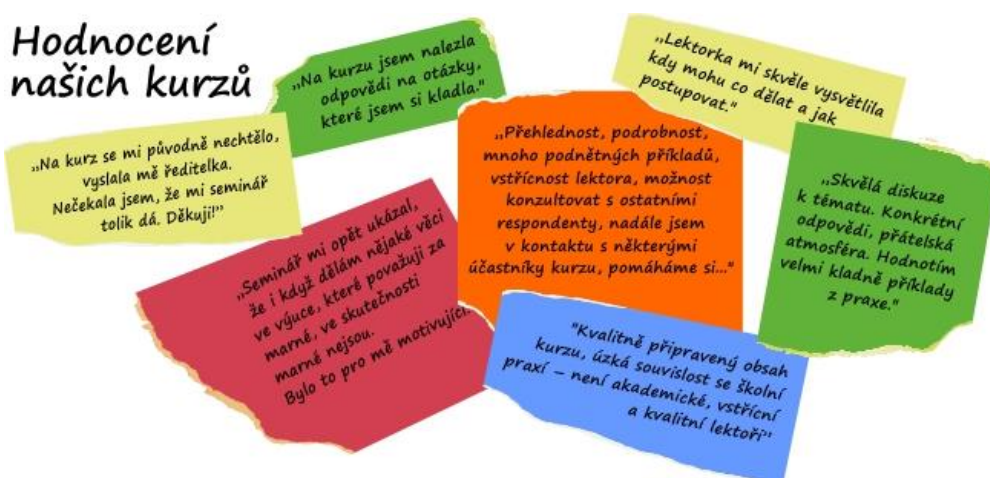 Hodnocení
našich kurzů
„Na kurzu jsem nalezla
odpovědi na otázky,
které jsem si kladla."
„Lektorka mi skvěle vysvětlila
kdy mohu co dělat a jak
postupovat."
„Na kurz se mi původně nechtělo,
vyslala mě ředitelka.
Nečekala jsem, že mi seminář
tolik dá. Děkuji!"
„Přehlednost, podrobnost,
mnoho podnětných příkladů,
vstřícnost lektora, možnost
konzultovat s ostatními
respondenty, nadále jsem
v kontaktu s některými
účastníky kurzu, pomáháme si..."
„Skvělá diskuze
k tématu. Konkrétní
odpovědi, přátelská
atmosféra. Hodnotím
velmi kladně příklady
z praxe."
„Seminář mi opět ukázal,
že i když dělám nějaké věci
ve výuce, které považuji za
marné, ve skutečnosti
marné nejsou.
Bylo to pro mě motivující.
"Kvalitně připravený obsah
kurzu, úzká souvislost se školní
praxí – není akademické, vstřícní
a kvalitní lektoři"